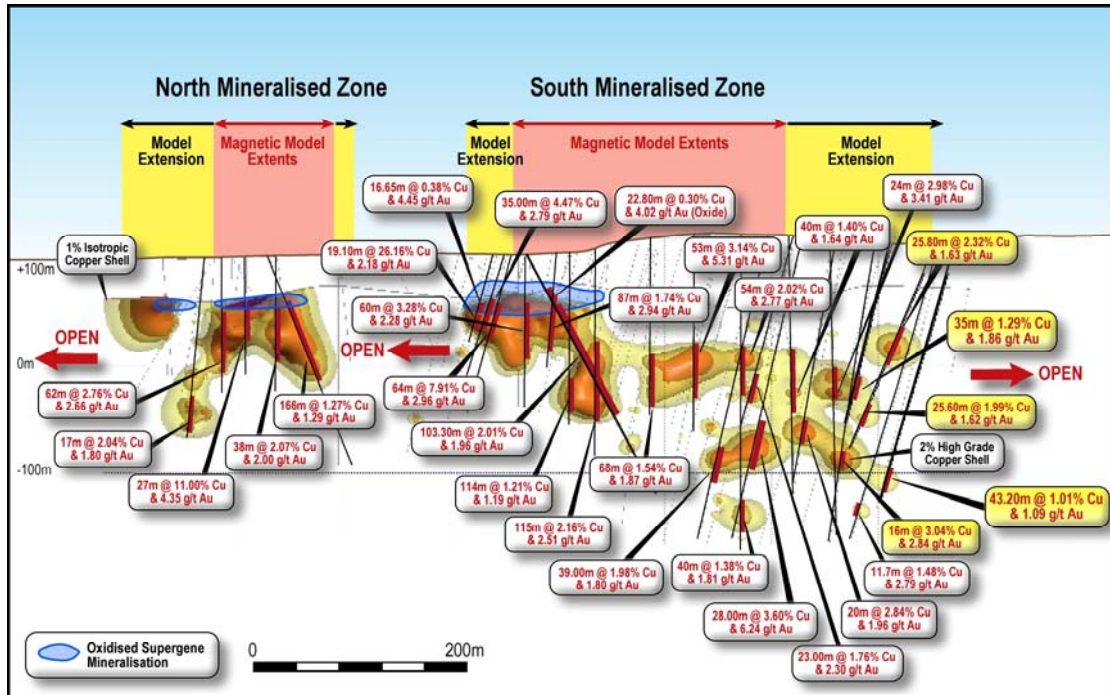 North Mineralised Zone
South Mineralised Zone
Model
Extension
Magnetic Model
Extents
Model
Extension
Magnetic Model Extents
Model
Extension
1% Isotropic
Copper Shell
16.65m @ 0.38% Cu
& 4.45 g/t Au
35.00m @ 4.47% Cu
& 2.79 g/t Au
22.80m @ 0.30% Cu
& 4.02 g/t Au (Oxide)
24m @ 2.98% Cu
& 3.41 g/t Au
40m @ 1.40% Cu
& 1.64 g/t Au
25.80m @ 2.32% Cu
& 1.63 g/t Au
19.10m @ 26.16% Cu
& 2.18 g/t Au
53m @ 3.14% Cu
& 5.31 g/t Au
54m @ 2.02% Cu
& 2.77 g/t Au
60m @ 3.28% Cu
& 2.28 g/t Au
87m @ 1.74% Cu
& 2.94 g/t Au
35m @ 1.29% Cu
& 1.86 g/t Au
+100m
0m
-100m
OPEN
OPEN
OPEN
62m @ 2.76% Cu
& 2.66 g/t Au
64m @ 7.91% Cu
& 2.96 g/t Au
25.60m @ 1.99% Cu
& 1.62 g/t Au
166m @ 1.27% Cu
& 1.29 g/t Au
17m @ 2.04% Cu
& 1.80 g/t Au
38m @ 2.07% Cu
& 2.00 g/t Au
103.30m @ 2.01% Cu
& 1.96 g/t Au
2% High Grade
Copper Shell
68m @ 1.54% Cu
& 1.87 g/t Au
27m @ 11.00% Cu
& 4.35 g/t Au
114m @ 1.21% Cu
& 1.19 g/t Au
43.20m @ 1.01% Cu
& 1.09 g/t Au
115m @ 2.16% Cu
& 2.51 g/t Au
16m @ 3.04% Cu
& 2.84 g/t Au
39.00m @ 1.98% Cu
& 1.80 g/t Au
40m @ 1.38% Cu
& 1.81 g/t Au
11.7m @ 1.48% Cu
& 2.79 g/t Au
28.00m @ 3.60% Cu
& 6.24 g/t Au
20m @ 2.84% Cu
& 1.96 g/t Au
23.00m @ 1.76% Cu
& 2.30 g/t Au
Oxidised Supergene
Mineralisation
0
200m